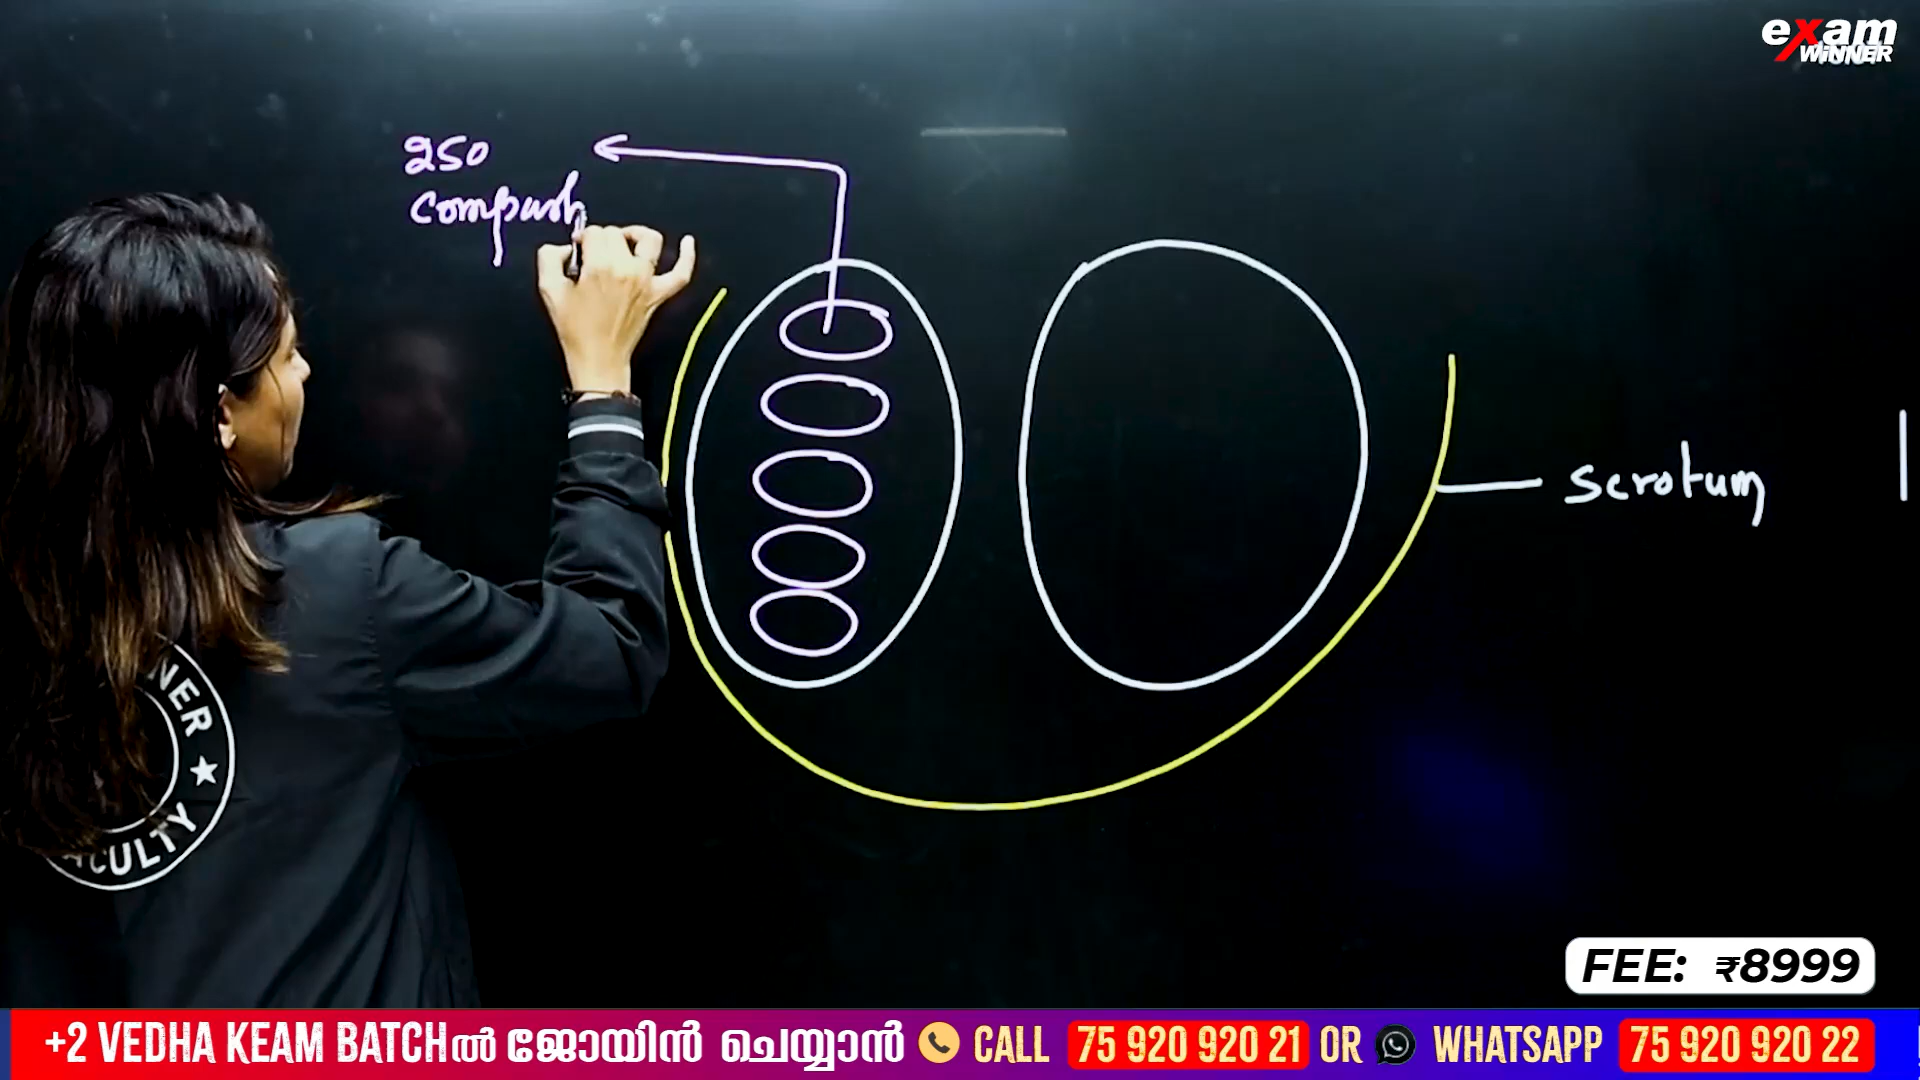 exam
WINNER
250
compart
scrotum
NER
★
ACULTY
FEE: ₹8999
+2 VEDHA KEAM BATCHൽ ജോയിൻ ചെയ്യാൻ CALL 75 920 920 21 OR WHATSAPP 75 920 920 22